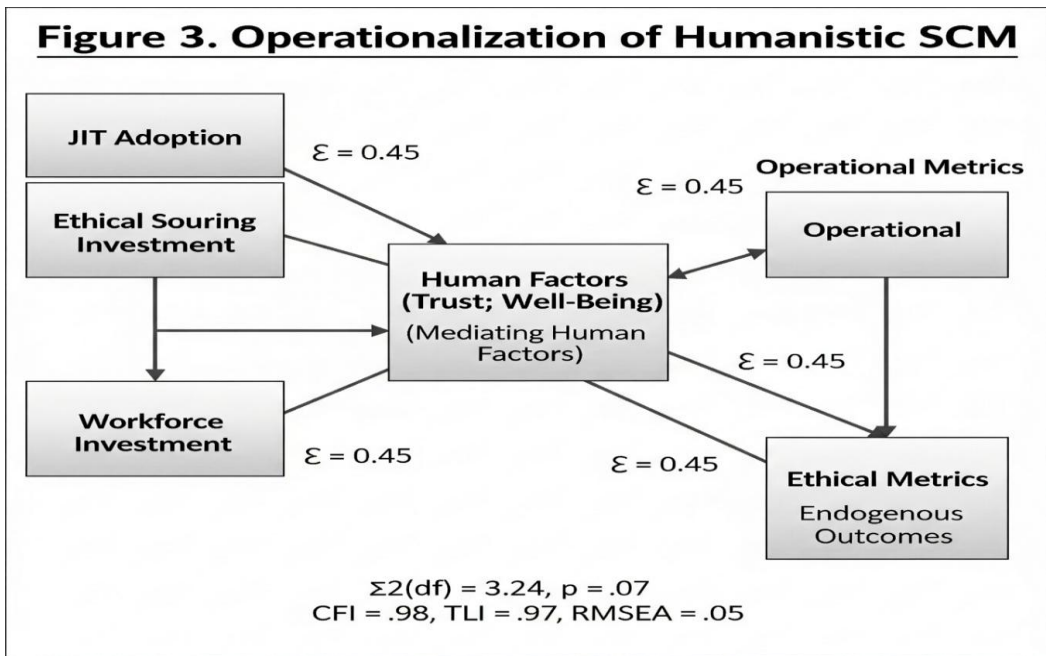 Figure 3. Operationalization of Humanistic SCM
JIT Adoption
Ɛ = 0.45
Ethical Souring
Investment
Workforce
Investment
Ɛ = 0.45
Human Factors
(Trust; Well-Being)
(Mediating Human
Factors)
Ɛ = 0.45
Operational Metrics
Operational
Ɛ = 0.45
Ɛ = 0.45
Ethical Metrics
Endogenous
Outcomes
Σ2(df) = 3.24, p = .07
CFI = .98, TLI = .97, RMSEA = .05